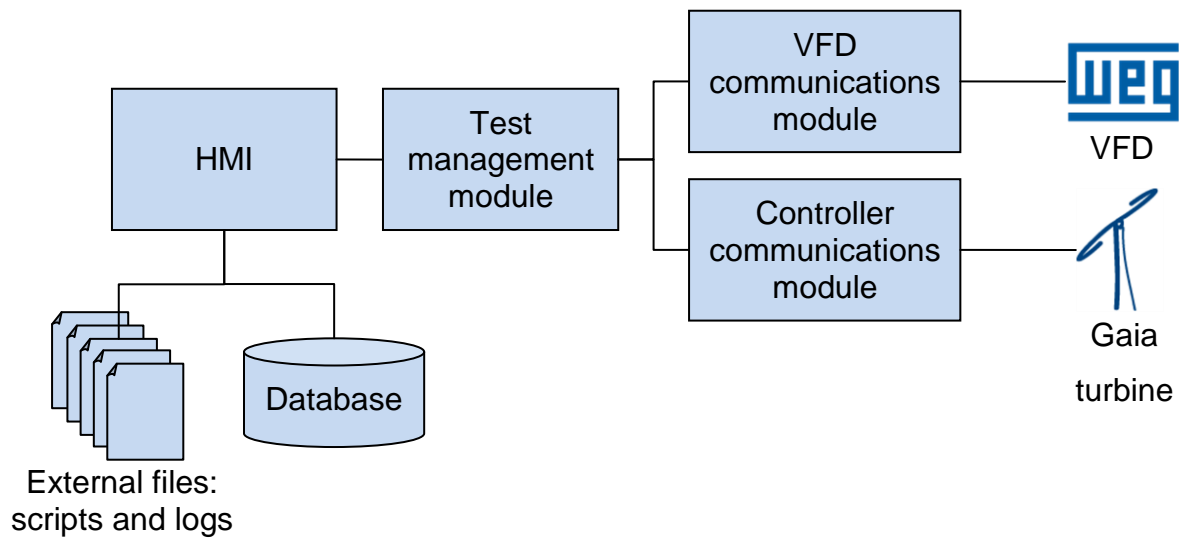 HMI
Test
management
module
VFD
communications
module
weg
VFD
Controller
communications
module
Gaia
turbine
Database
External files:
scripts and logs